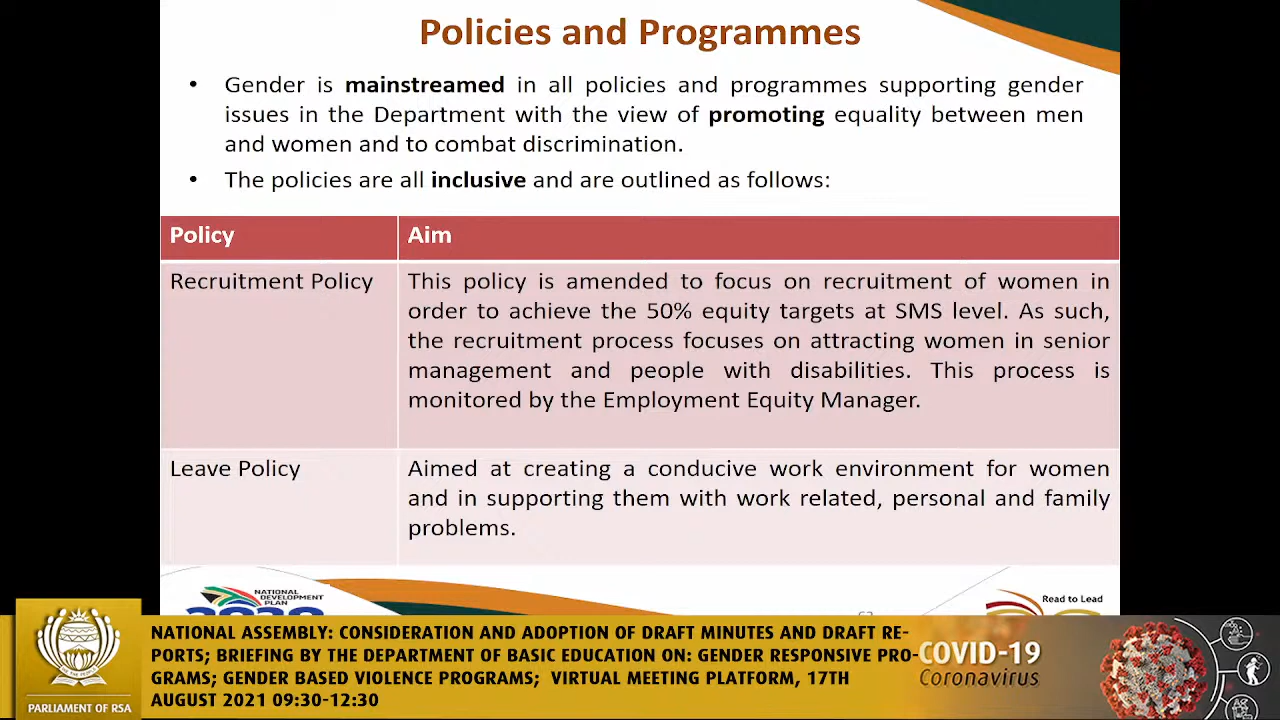 Policies and Programmes
• Gender is mainstreamed in all policies and programmes supporting gender
issues in the Department with the view of promoting equality between men
and women and to combat discrimination.
• The policies are all inclusive and are outlined as follows:
Policy
Aim
Recruitment Policy
This policy is amended to focus on recruitment of women in
order to achieve the 50% equity targets at SMS level. As such,
the recruitment process focuses on attracting women in senior
management and people with disabilities. This process is
monitored by the Employment Equity Manager.
Leave Policy
Aimed at creating a conducive work environment for women
and in supporting them with work related, personal and family
problems.
NATIONAL
DEVELOPMENT
PLAN
Read to Lead
NATIONAL ASSEMBLY: CONSIDERATION AND ADOPTION OF DRAFT MINUTES AND DRAFT RE-
PORTS; BRIEFING BY THE DEPARTMENT OF BASIC EDUCATION ON: GENDER RESPONSIVE PRO-
GRAMS; GENDER BASED VIOLENCE PROGRAMS; VIRTUAL MEETING PLATFORM, 17TH
AUGUST 2021 09:30-12:30
PARLIAMENT OF RSA
COVID-19
Coronavirus